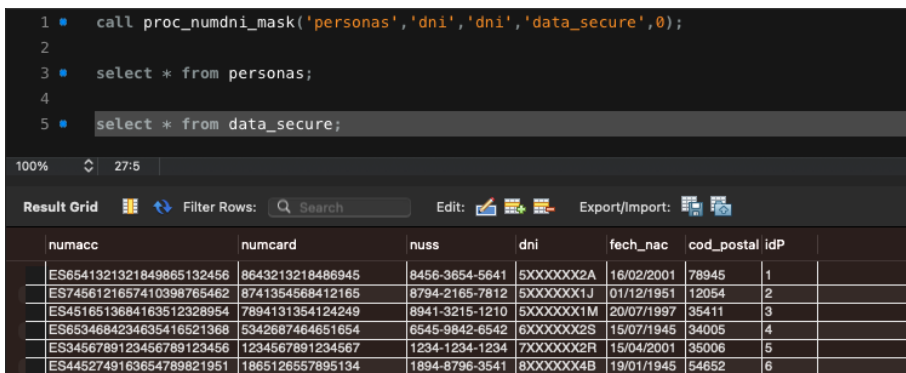 1 call proc_numdni_mask('personas','dni','dni','data_secure',0);
2
3 select * from personas;
4
5 select * from data_secure;
100% 27:5
Result Grid Filter Rows: Search Edit: Export/Import:
numacc numcard nuss dni fech_nac cod_postal idP
ES6541321321849865132456 8643213218486945 8456-3654-5641 5XXXXXX2A 16/02/2001 78945 1
ES7456121657410398765462 8741354568412165 8794-2165-7812 5XXXXXX1J 01/12/1951 12054 2
ES4516513684163512328954 7894131354124249 8941-3215-1210 5XXXXXX1M 20/07/1997 35411 3
ES6534684234635416521368 5342687464651654 6545-9842-6542 6XXXXXX2S 15/07/1945 34005 4
ES3456789123456789123456 1234567891234567 1234-1234-1234 7XXXXXX2R 15/04/2001 35006 5
ES4452749163654789821951 1865126557895134 1894-8796-3541 8XXXXXX4B 19/01/1945 54652 6